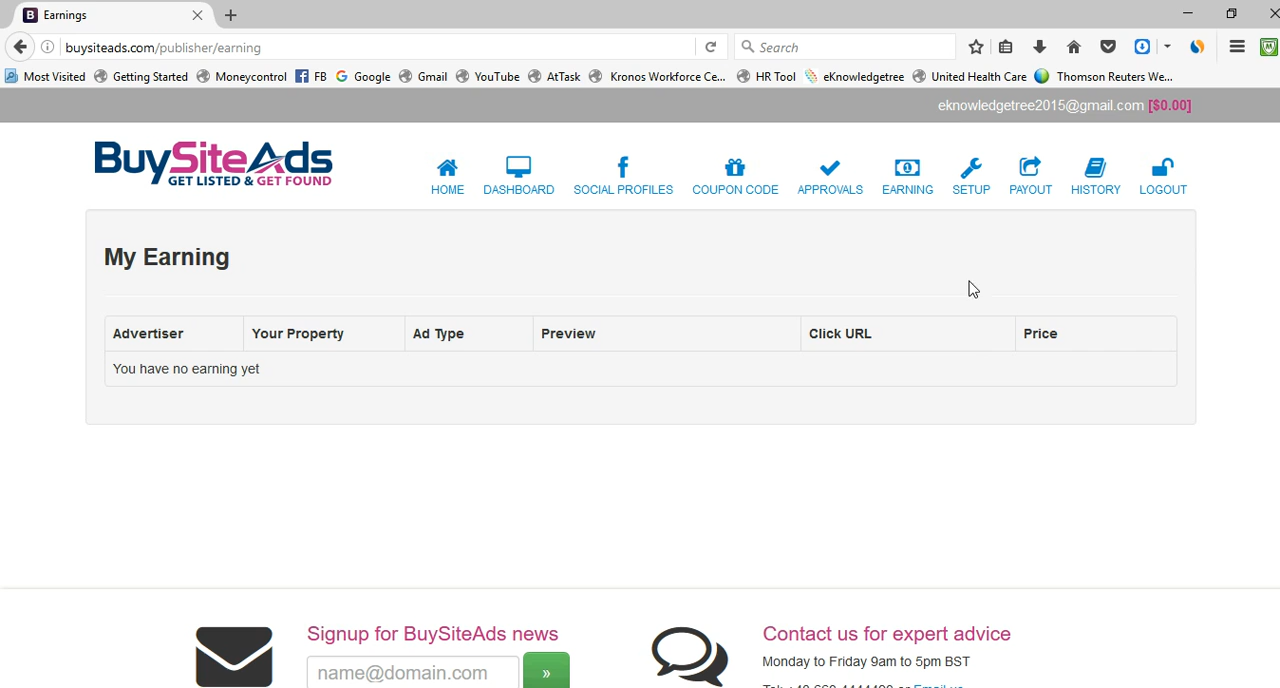 B Earnings
buysiteads.com/publisher/earning
Search
Most Visited Getting Started Moneycontrol FB Google Gmail YouTube AtTask Kronos Workforce Ce... HR Tool eKnowledgetree United Health Care Thomson Reuters We...
eknowledgetree2015@gmail.com [$0.00]
BuySiteAds
GET LISTED & GET FOUND
HOME DASHBOARD SOCIAL PROFILES COUPON CODE APPROVALS EARNING SETUP PAYOUT HISTORY LOGOUT
My Earning
Advertiser Your Property Ad Type Preview Click URL Price
You have no earning yet
Signup for BuySiteAds news
name@domain.com »
Contact us for expert advice
Monday to Friday 9am to 5pm BST